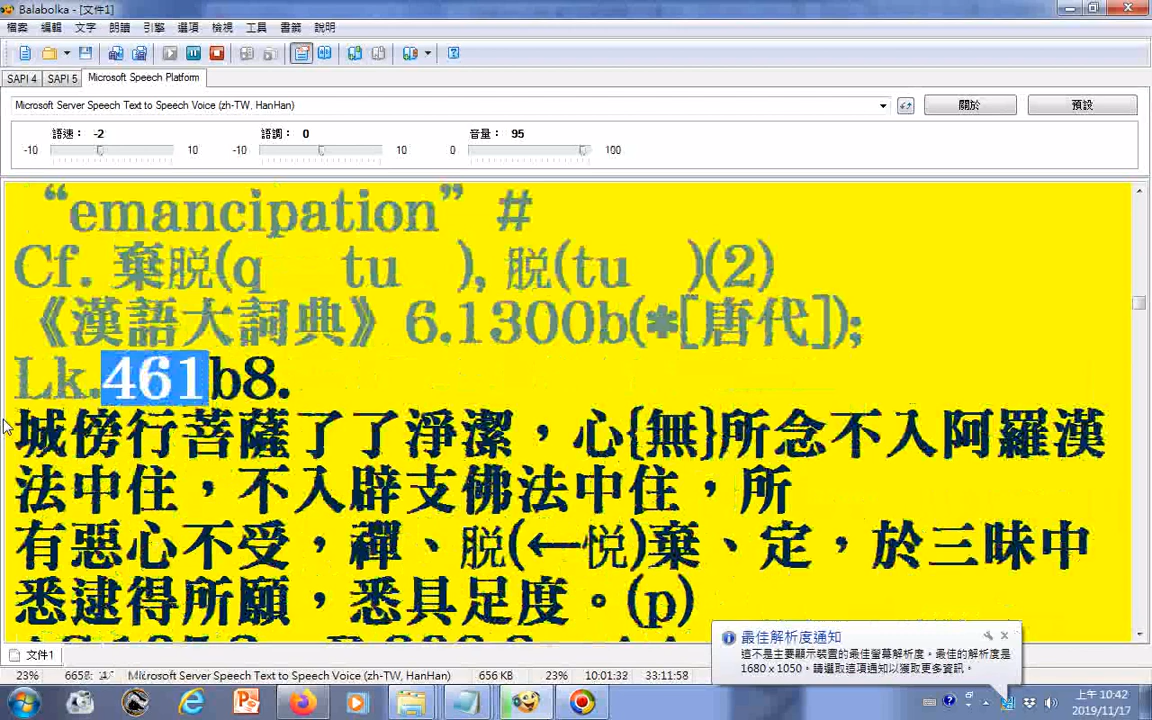 Balabolka - [文件1]
檔案 編輯 文字 朗讀 引擎 選項 檢視 工具 書籤 說明
SAPI 4 SAPI 5 Microsoft Speech Platform
Microsoft Server Speech Text to Speech Voice (zh-TW, HanHan) 關於 預設
語速： -2 語調： 0 音量： 95
-10 10 -10 10 0 100
“emancipation” #
Cf. 棄脱(q tu ), 脱(tu )(2)
《漢語大詞典》 6.1300b(*[唐代]);
Lk.461b8.
城傍行菩薩了了淨潔，心{無}所念不入阿羅漢
法中住，不入辟支佛法中住，所
有惡心不受，禪、脱(←悦)棄、定，於三昧中
悉逮得所願，悉具足度。(p)
最佳解析度通知
這不是主要顯示裝置的最佳螢幕解析度。最佳的解析度是
1680 x 1050。請選取這項通知以獲取更多資訊。
文件1
23% Microsoft Server Speech Text to Speech Voice (zh-TW, HanHan) 656 KB 23% 10:01:32 33:11:58
上午 10:42
2019/11/17